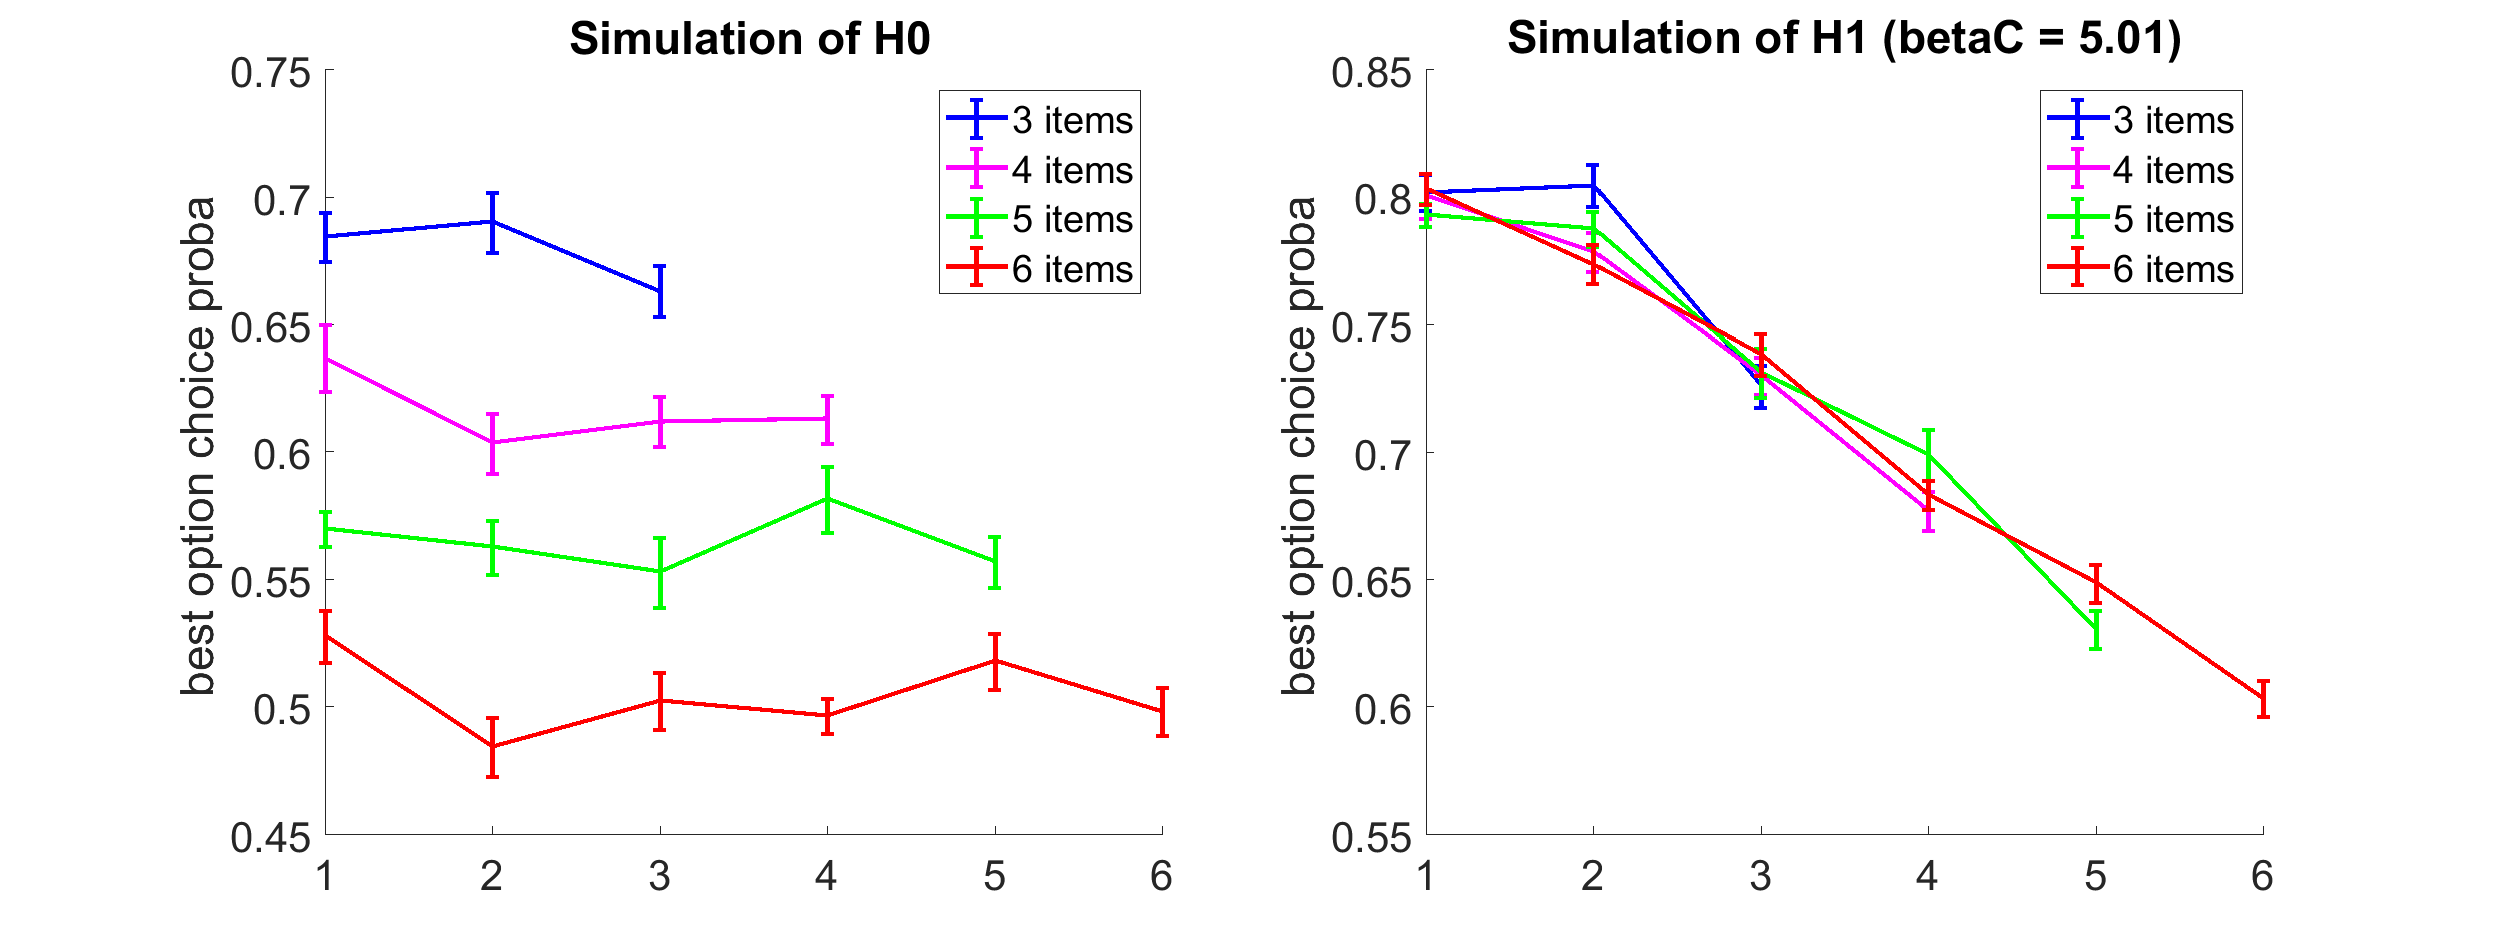 Simulation of H0
0.75
0.7
0.65
0.6
0.55
0.5
0.45
best option choice proba
1 2 3 4 5 6
3 items
4 items
5 items
6 items
Simulation of H1 (betaC = 5.01)
0.85
0.8
0.75
0.7
0.65
0.6
0.55
best option choice proba
1 2 3 4 5 6
3 items
4 items
5 items
6 items